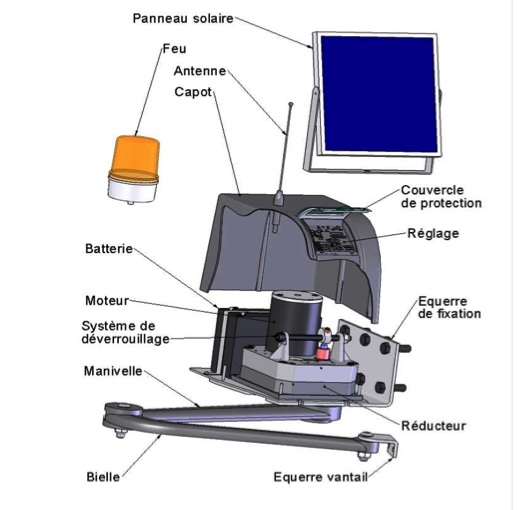 Panneau solaire
Feu
Antenne
Capot
Couvercle
de protection
Réglage
Batterie
Moteur
Equerre
de fixation
Système de
déverrouillage
Manivelle
Réducteur
Bielle
Equerre vantail